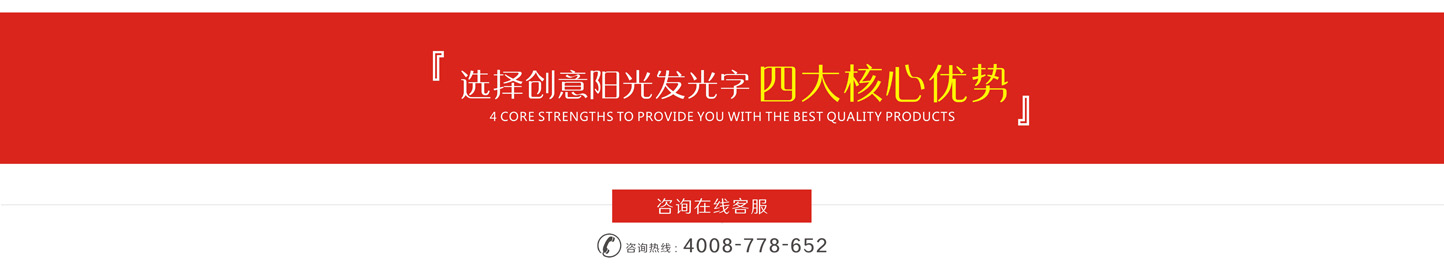 『选择创意阳光发光字 四大核心优势』
4 CORE STRENGTHS TO PROVIDE YOU WITH THE BEST QUALITY PRODUCTS
咨询在线客服
咨询热线：4008-778-652